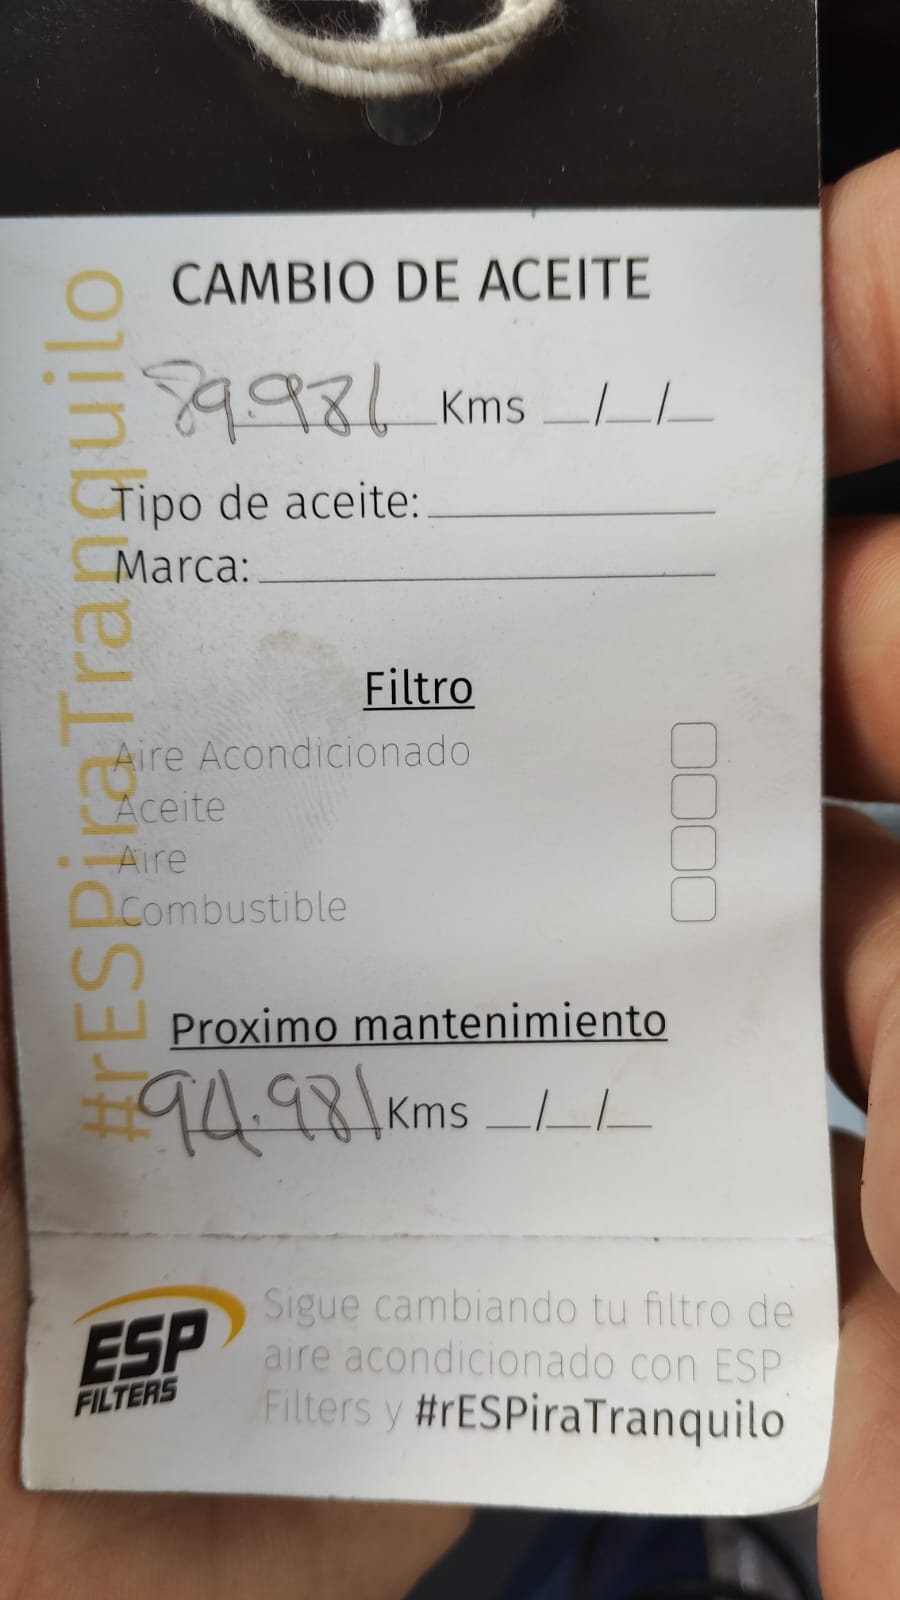 CAMBIO DE ACEITE
89.981 Kms __/__/__
Tipo de aceite:
Marca:
Filtro
Aire Acondicionado
Aceite
Aire
Combustible
Proximo mantenimiento
94.981 Kms __/__/__
#rESPiraTranquilo
ESP
FILTERS
Sigue cambiando tu filtro de
aire acondicionado con ESP
Filters y #rESPiraTranquilo